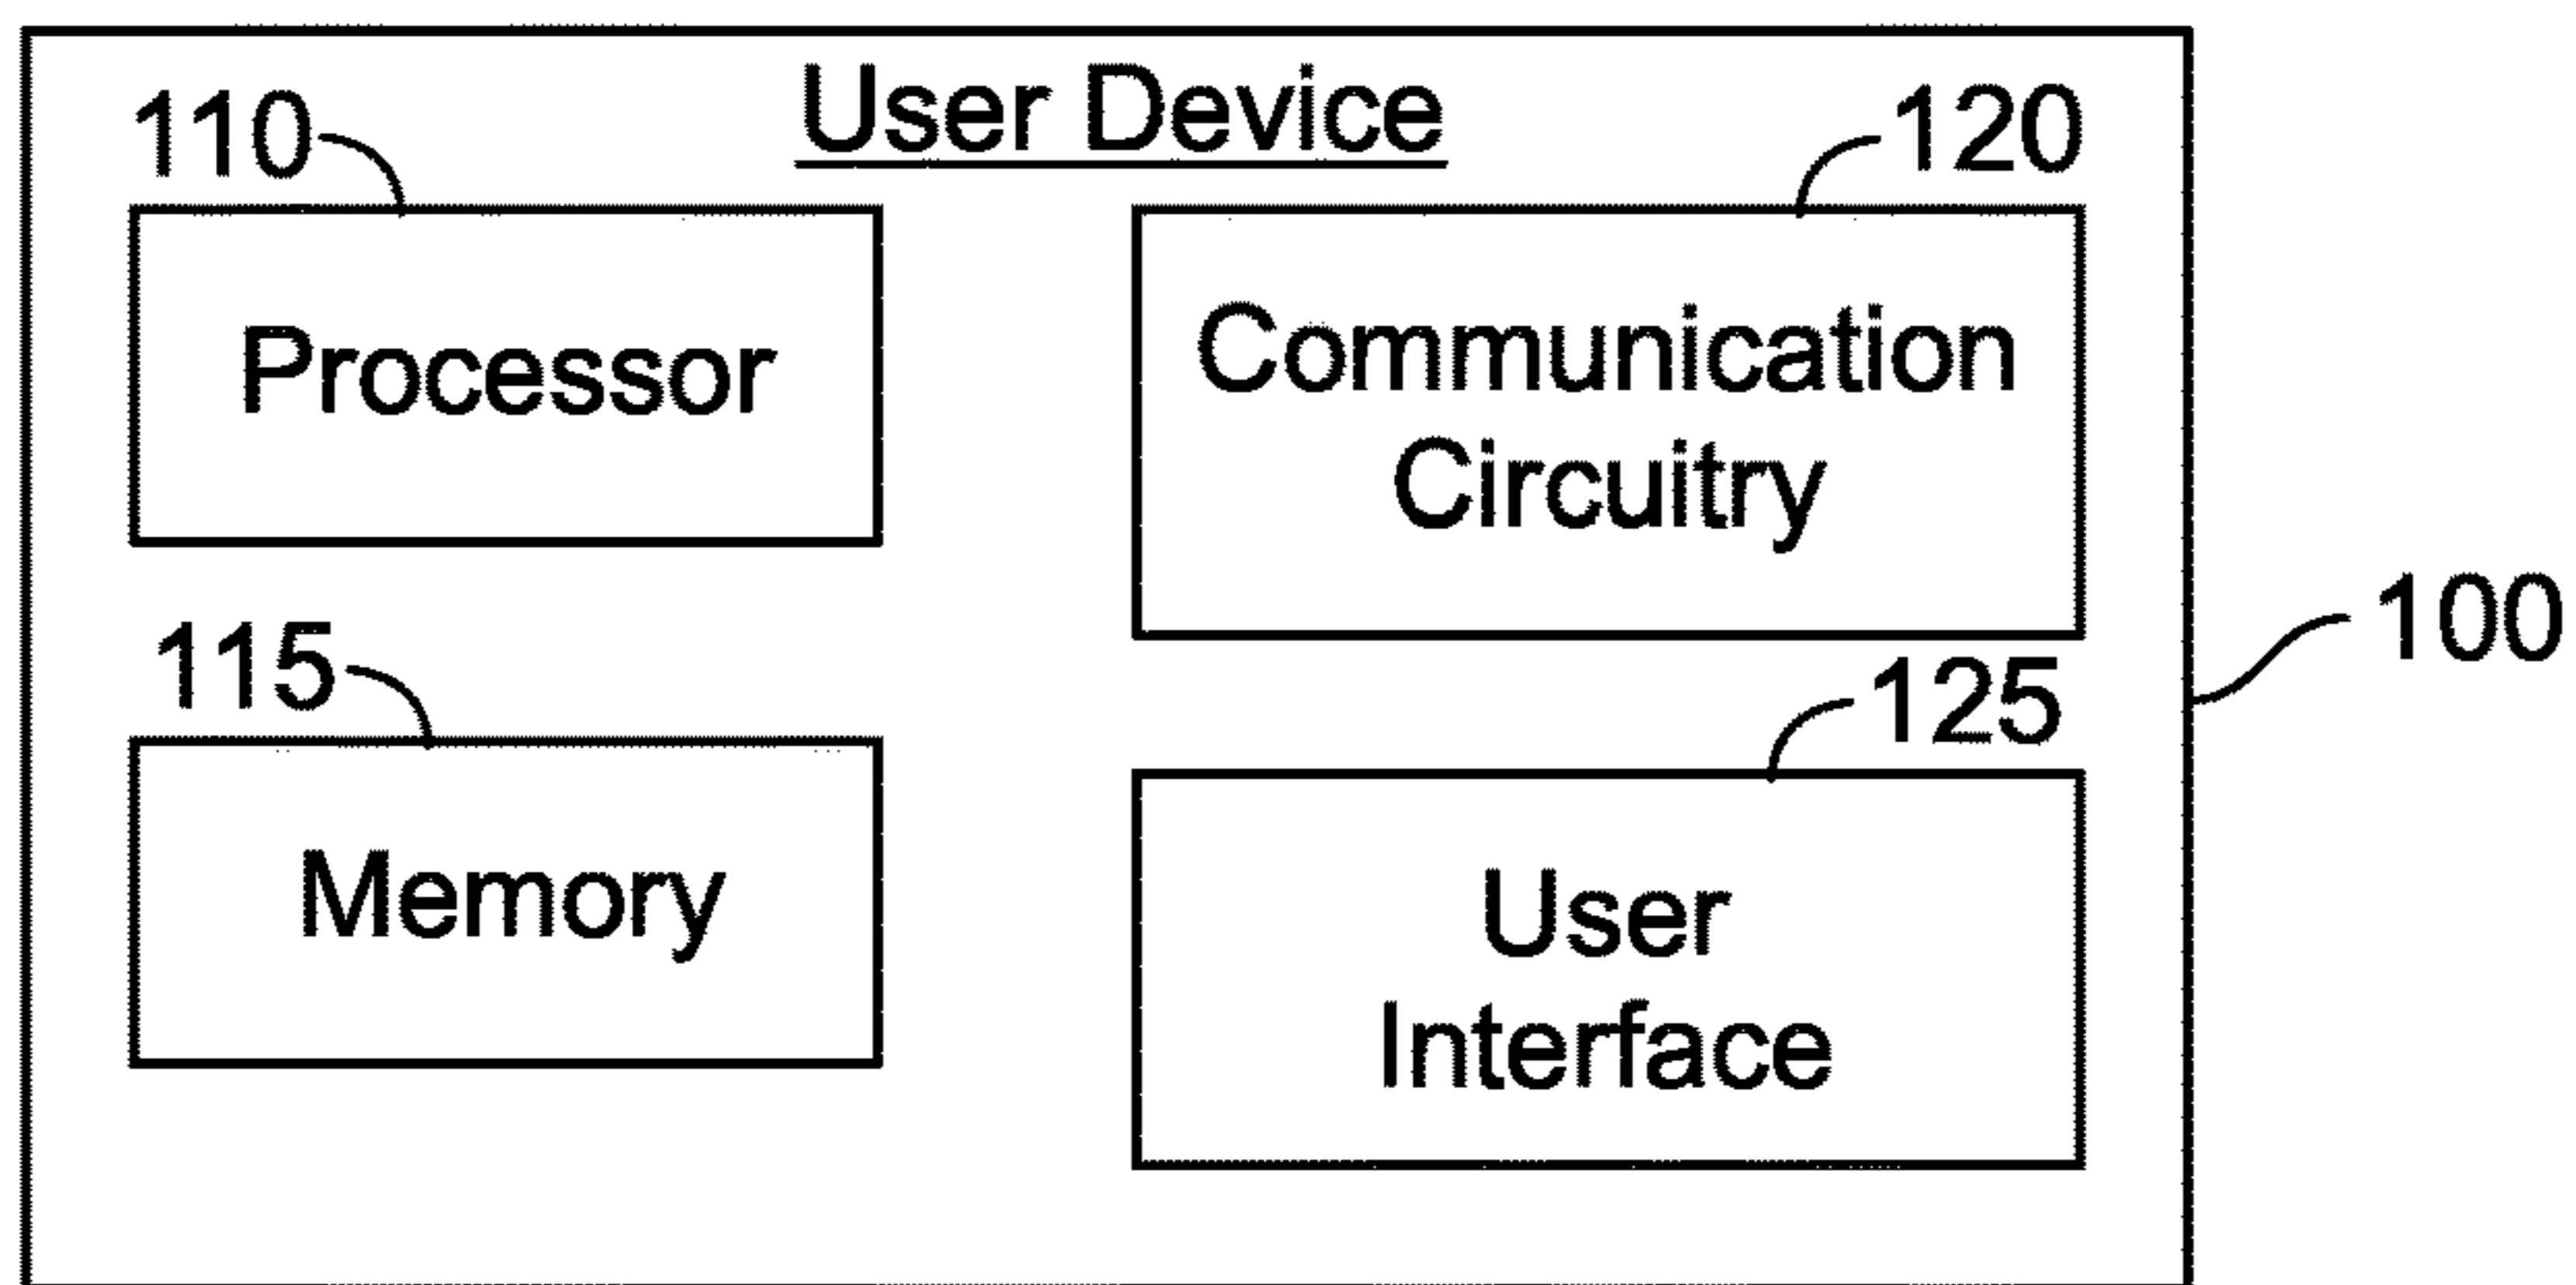 User Device
110
120
Processor
Communication
Circuitry
100
115
125
Memory
User
Interface